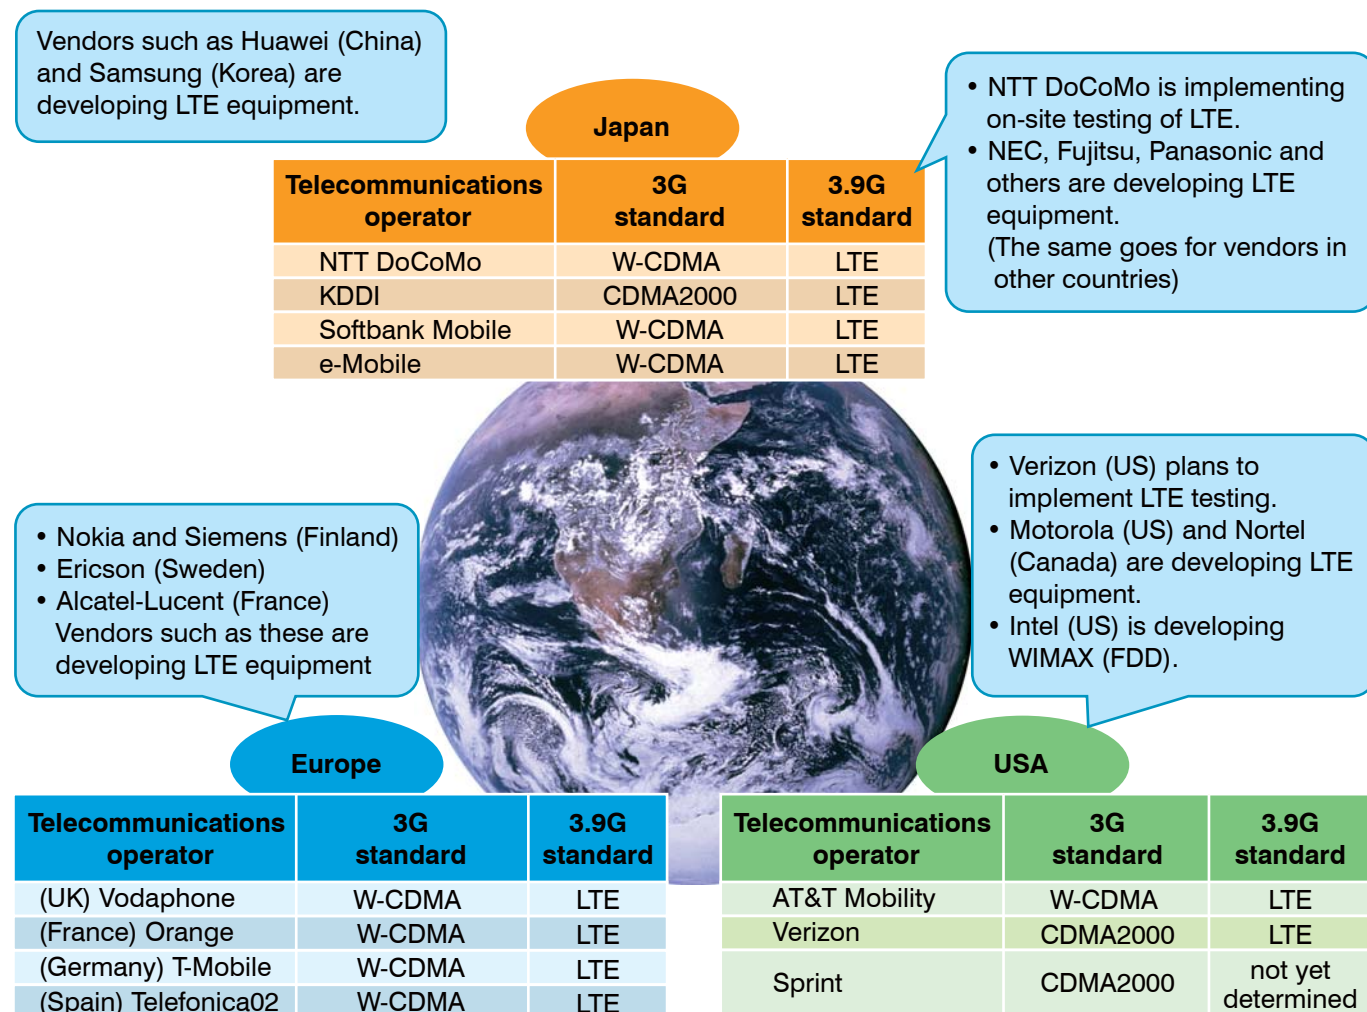 Vendors such as Huawei (China)
and Samsung (Korea) are
developing LTE equipment.
Japan
Telecommunications operator 3G standard 3.9G standard
NTT DoCoMo W-CDMA LTE
KDDI CDMA2000 LTE
Softbank Mobile W-CDMA LTE
e-Mobile W-CDMA LTE
• NTT DoCoMo is implementing
on-site testing of LTE.
• NEC, Fujitsu, Panasonic and
others are developing LTE
equipment.
(The same goes for vendors in
other countries)
• Nokia and Siemens (Finland)
• Ericson (Sweden)
• Alcatel-Lucent (France)
Vendors such as these are
developing LTE equipment
• Verizon (US) plans to
implement LTE testing.
• Motorola (US) and Nortel
(Canada) are developing LTE
equipment.
• Intel (US) is developing
WIMAX (FDD).
Europe
Telecommunications operator 3G standard 3.9G standard
(UK) Vodaphone W-CDMA LTE
(France) Orange W-CDMA LTE
(Germany) T-Mobile W-CDMA LTE
(Spain) Telefonica02 W-CDMA LTE
USA
Telecommunications operator 3G standard 3.9G standard
AT&T Mobility W-CDMA LTE
Verizon CDMA2000 LTE
Sprint CDMA2000 not yet determined